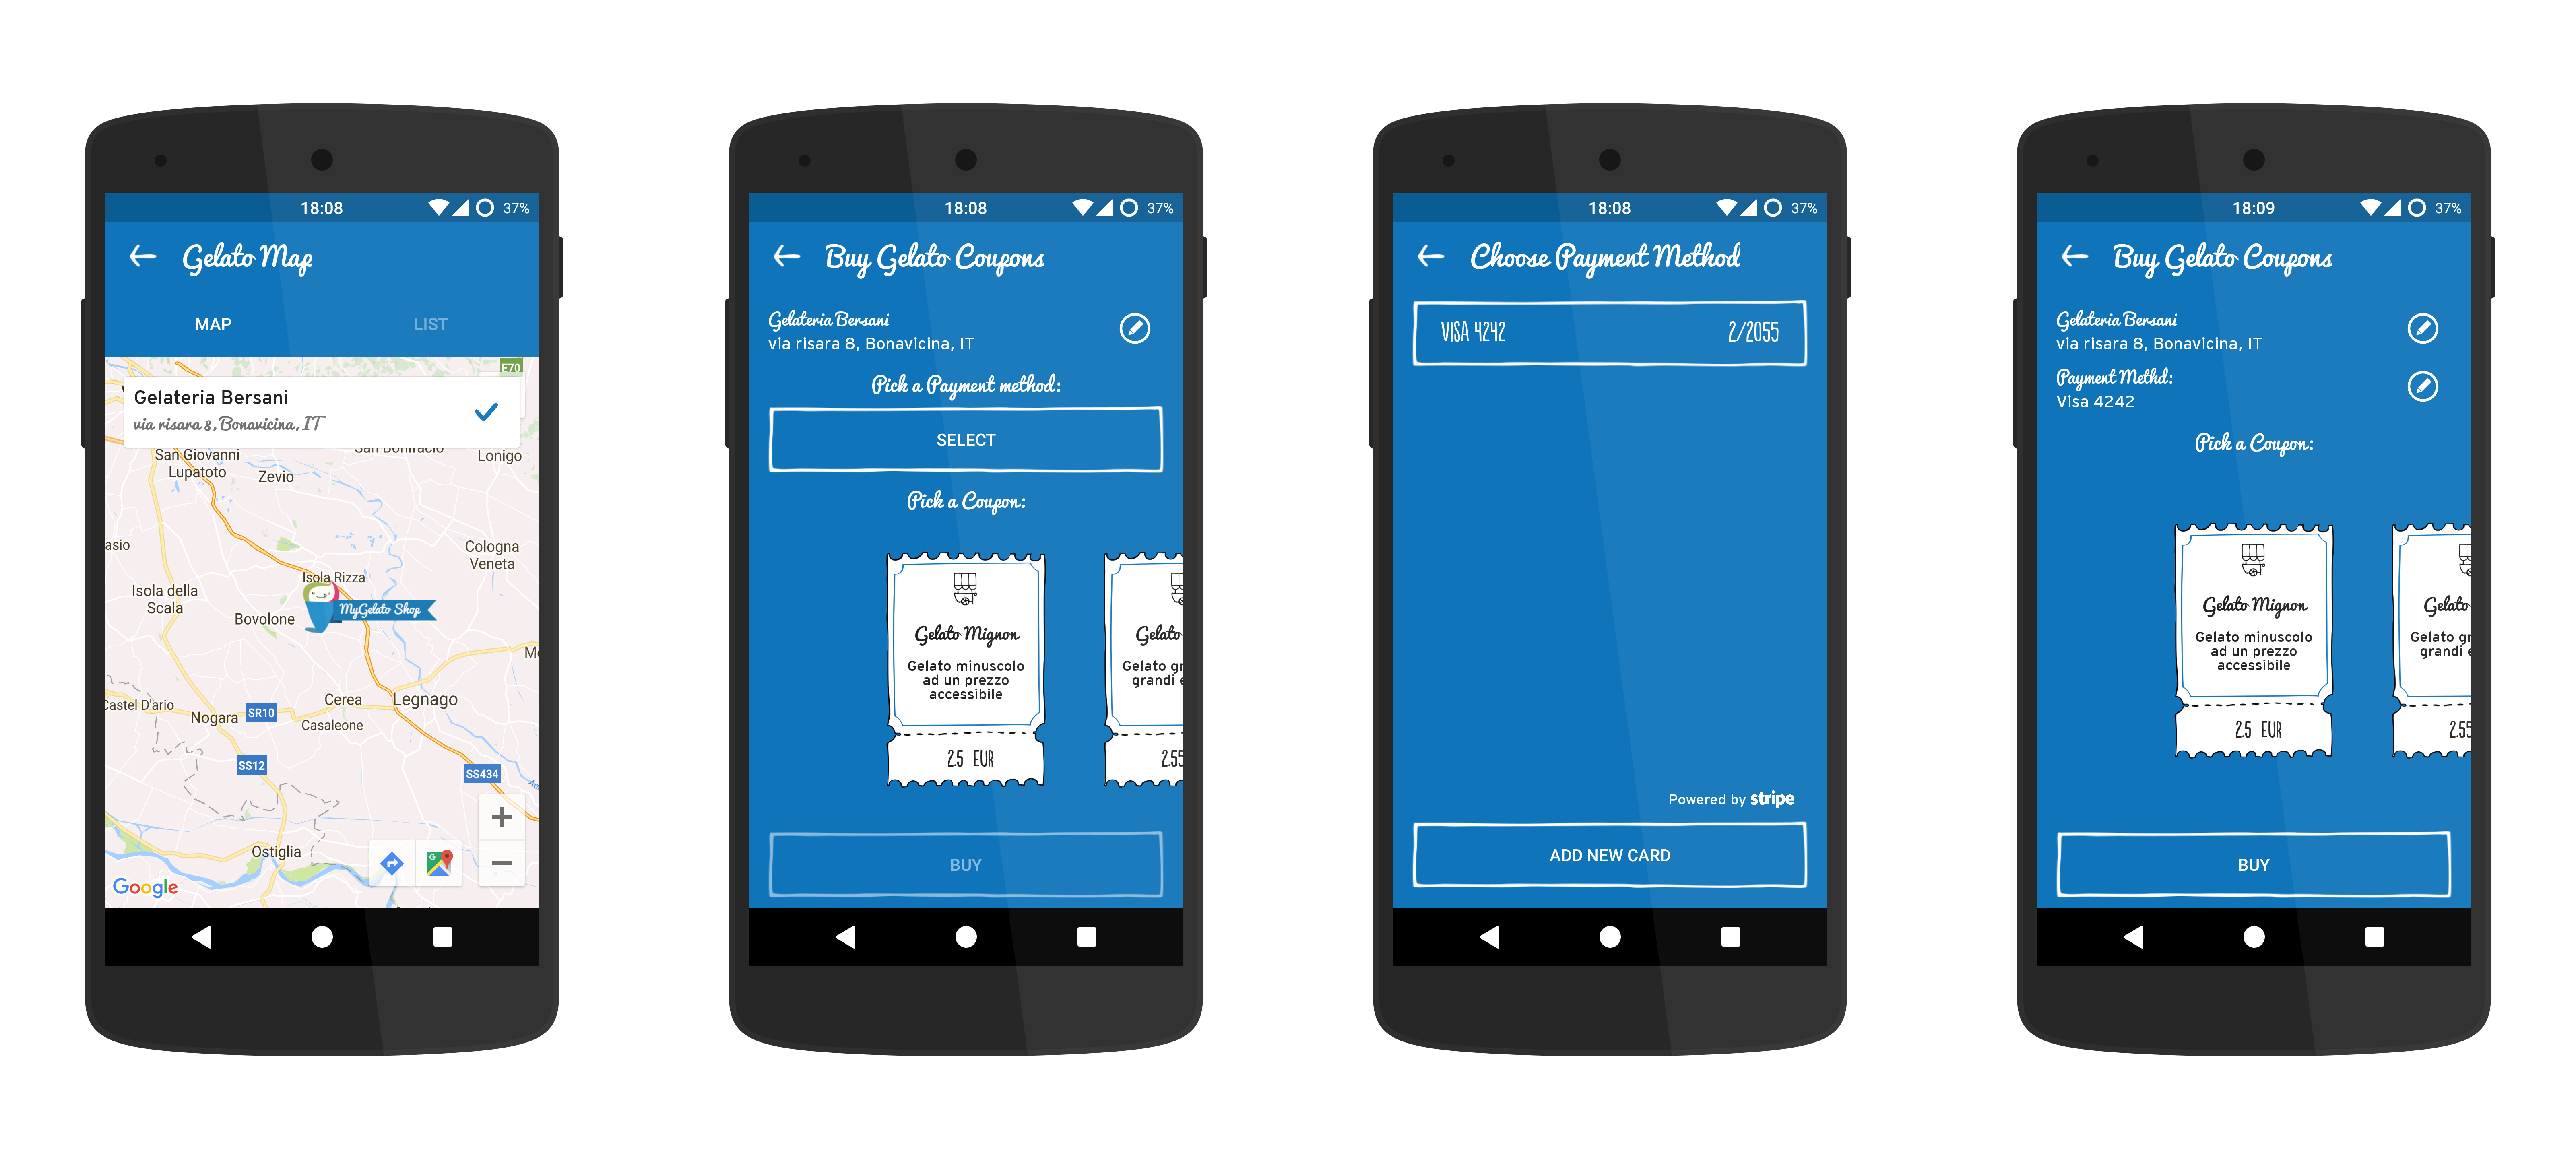 18:08 37%
Gelato Map
MAP LIST
E70
Gelateria Bersani
via risara 8, Bonavicina, IT
San Giovanni
Lupatoto
San Bonifacio
Lonigo
Zevio
asio
Cologna
Veneta
Isola Rizza
Isola della
Scala
MyGelato Shop
Bovolone
Castel D'ario
Cerea
Legnago
Nogara
SR10
Casaleone
SS12
SS434
Ostiglia
Google
18:08 37%
Buy Gelato Coupons
Gelateria Bersani
via risara 8, Bonavicina, IT
Pick a Payment method:
SELECT
Pick a Coupon:
Gelato Mignon
Gelato minuscolo
ad un prezzo
accessibile
2.5 EUR
Gelato
Gelato gr
grandi e
2.55
BUY
18:08 37%
Choose Payment Method
VISA 4242 2/2055
Powered by stripe
ADD NEW CARD
18:09 37%
Buy Gelato Coupons
Gelateria Bersani
via risara 8, Bonavicina, IT
Payment Methd:
Visa 4242
Pick a Coupon:
Gelato Mignon
Gelato minuscolo
ad un prezzo
accessibile
2.5 EUR
Gelato
Gelato gr
grandi e
2.55
BUY